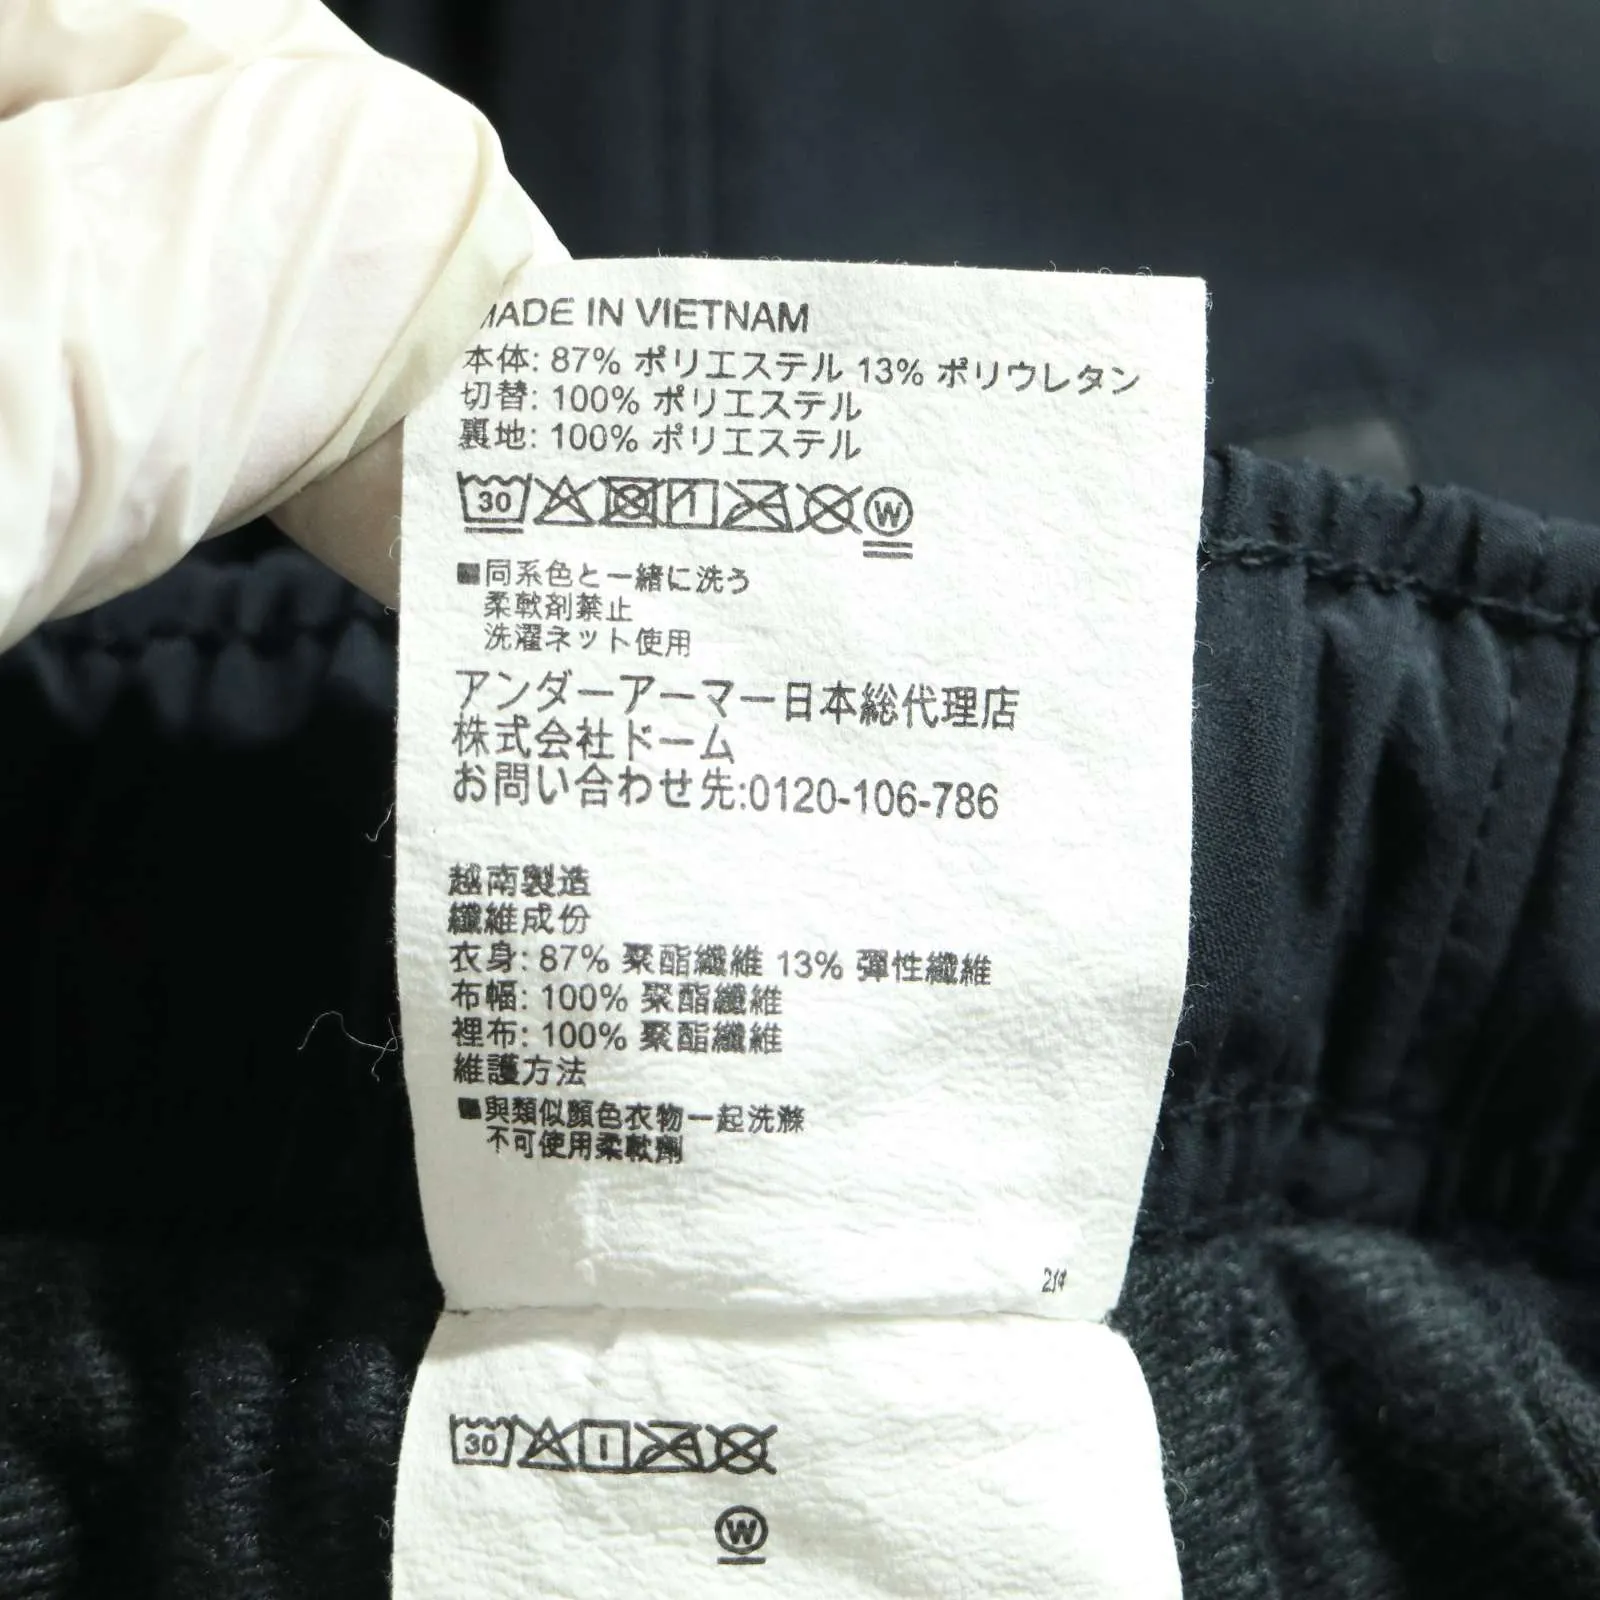 MADE IN VIETNAM
本体: 87% ポリエステル 13% ポリウレタン
切替: 100% ポリエステル
裏地: 100% ポリエステル
30
W
■同系色と一緒に洗う
柔軟剤禁止
洗濯ネット使用
アンダーアーマー日本総代理店
株式会社ドーム
お問い合わせ先:0120-106-786
越南製造
纖維成份
衣身: 87% 聚酯纖維 13% 彈性纖維
布幅: 100% 聚酯纖維
裡布: 100% 聚酯纖維
維護方法
■與類似顏色衣物一起洗滌
不可使用柔軟劑
30
W